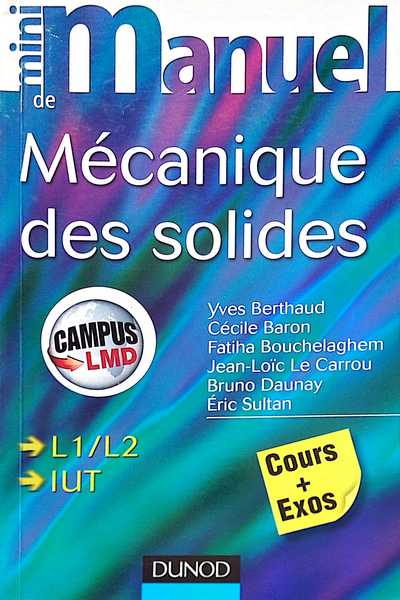 mini
Manuel
de
Mécanique
des solides
Yves Berthaud
Cécile Baron
Fatiha Bouchelaghem
Jean-Loïc Le Carrou
Bruno Daunay
Éric Sultan
CAMPUS
LMD
L1/L2
IUT
Cours
+
Exos
DUNOD